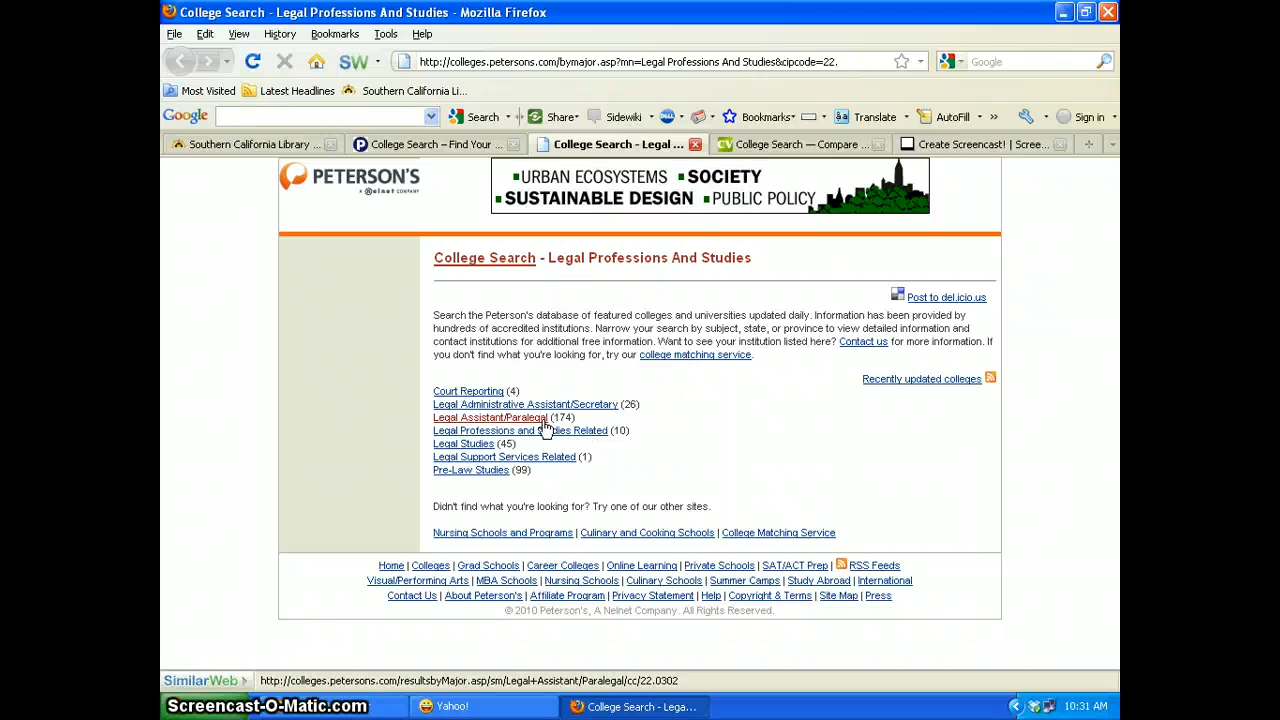 College Search - Legal Professions And Studies - Mozilla Firefox
File Edit View History Bookmarks Tools Help
SW http://colleges.petersons.com/bymajor.asp?mn=Legal Professions And Studies&cipcode=22. Google
Most Visited Latest Headlines Southern California Li...
Google Search Share Sidewiki Bookmarks Translate AutoFill » Sign in
Southern California Library ... College Search – Find Your ... College Search - Legal ... College Search — Compare ... Create Screencast! | Scree...
PETERSON'S
A nelnet COMPANY
URBAN ECOSYSTEMS SOCIETY
SUSTAINABLE DESIGN PUBLIC POLICY
College Search - Legal Professions And Studies
Post to del.icio.us
Search the Peterson's database of featured colleges and universities updated daily. Information has been provided by
hundreds of accredited institutions. Narrow your search by subject, state, or province to view detailed information and
contact institutions for additional free information. Want to see your institution listed here? Contact us for more information. If
you don't find what you're looking for, try our college matching service.
Recently updated colleges
Court Reporting (4)
Legal Administrative Assistant/Secretary (26)
Legal Assistant/Paralegal (174)
Legal Professions and Studies Related (10)
Legal Studies (45)
Legal Support Services Related (1)
Pre-Law Studies (99)
Didn't find what you're looking for? Try one of our other sites.
Nursing Schools and Programs | Culinary and Cooking Schools | College Matching Service
Home | Colleges | Grad Schools | Career Colleges | Online Learning | Private Schools | SAT/ACT Prep | RSS Feeds
Visual/Performing Arts | MBA Schools | Nursing Schools | Culinary Schools | Summer Camps | Study Abroad | International
Contact Us | About Peterson's | Affiliate Program | Privacy Statement | Help | Copyright & Terms | Site Map | Press
© 2010 Peterson's, A Nelnet Company. All Rights Reserved.
SimilarWeb http://colleges.petersons.com/resultsbyMajor.asp/sm/Legal+Assistant/Paralegal/cc/22.0302
Screencast-O-Matic.com Yahoo! College Search - Lega... 10:31 AM